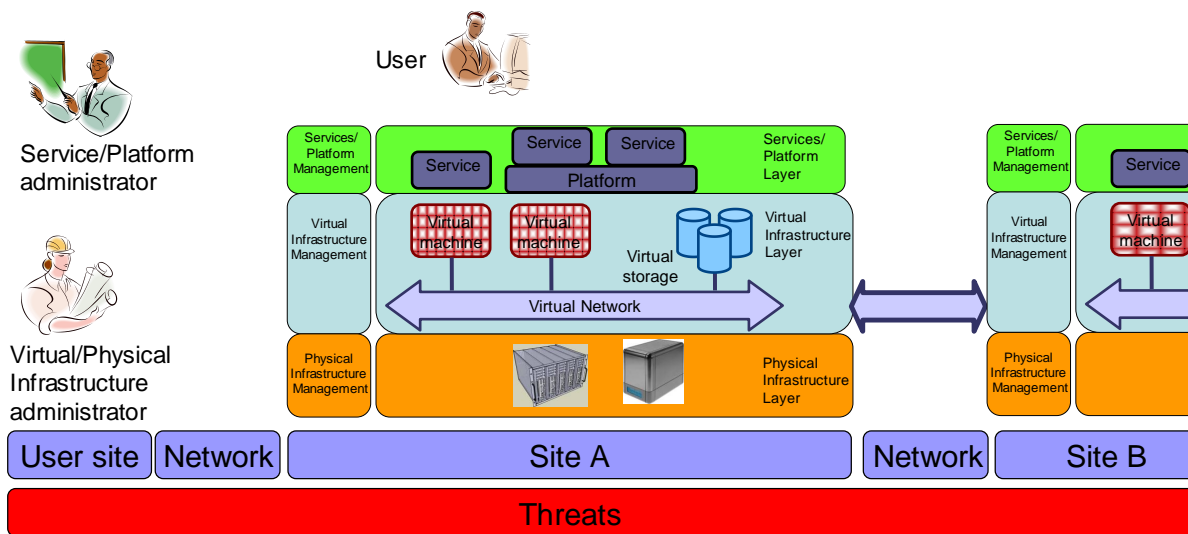 User
Service/Platform
administrator
Virtual/Physical
Infrastructure
administrator
Services/
Platform
Management
Service
Service
Service
Platform
Services/
Platform
Layer
Virtual
Infrastructure
Management
Virtual
machine
Virtual
machine
Virtual
storage
Virtual
Infrastructure
Layer
Virtual Network
Physical
Infrastructure
Management
Physical
Infrastructure
Layer
Services/
Platform
Management
Service
Virtual
Infrastructure
Management
Virtual
machine
Physical
Infrastructure
Management
User site
Network
Site A
Network
Site B
Threats